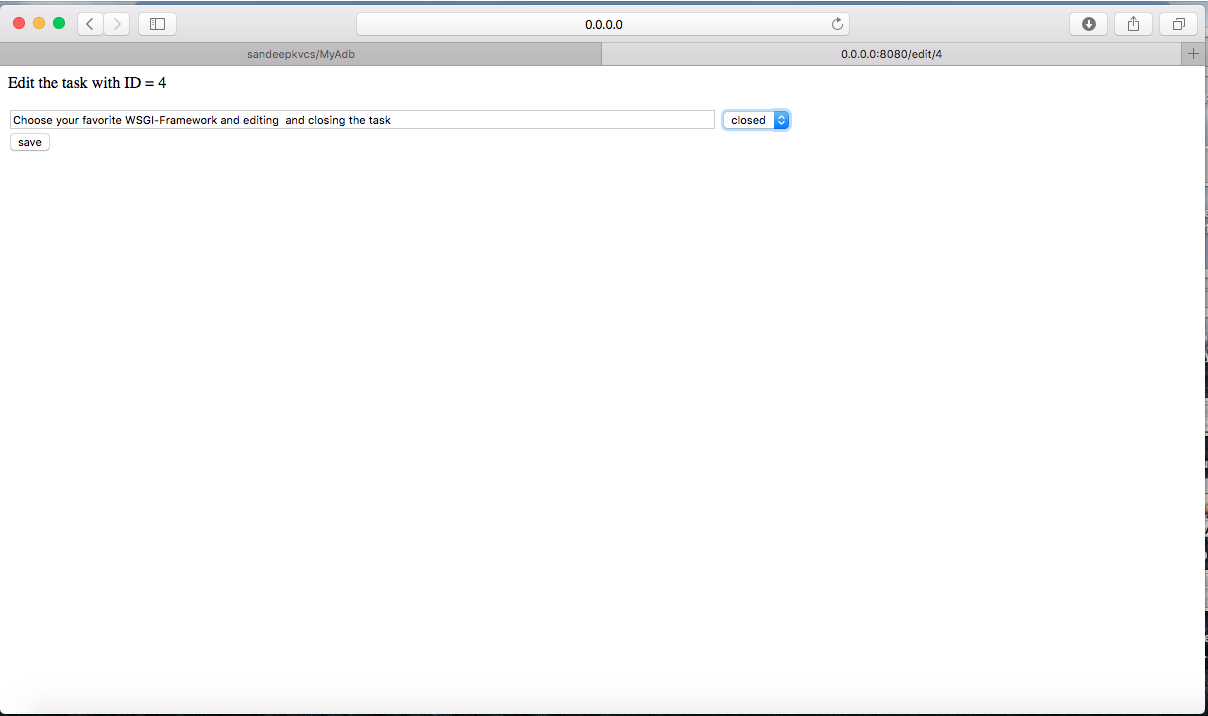 0.0.0.0
sandeepkvcs/MyAdb
0.0.0.0:8080/edit/4
Edit the task with ID = 4
Choose your favorite WSGI-Framework and editing  and closing the task
closed
save